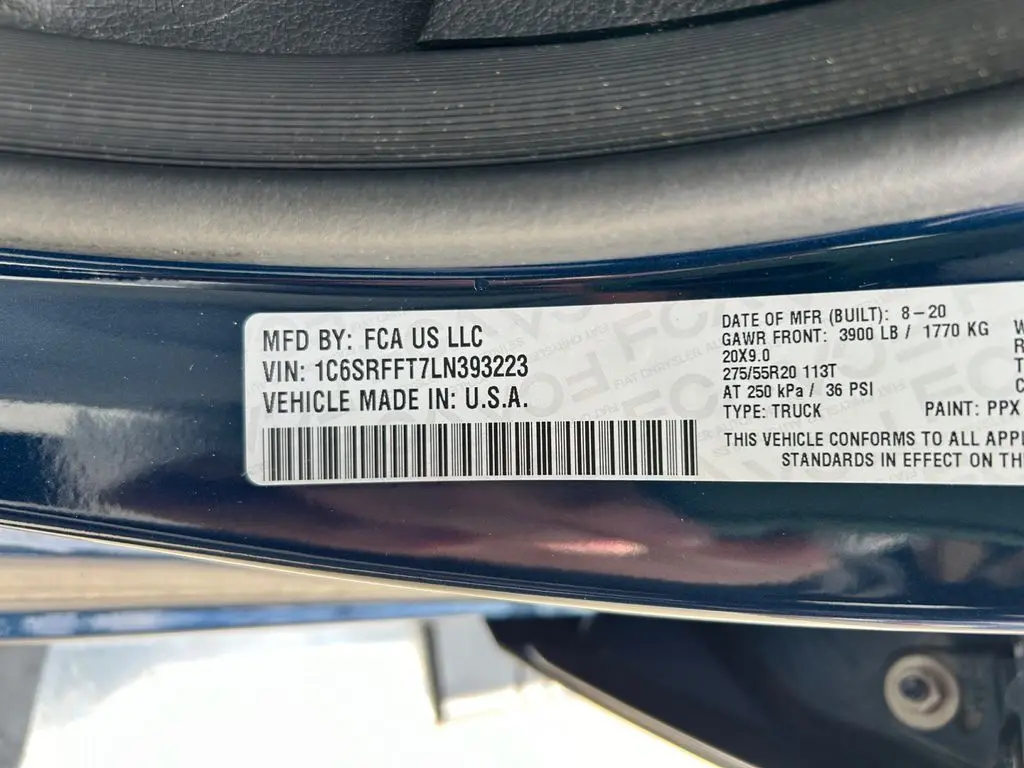 MFD BY: FCA US LLC
VIN: 1C6SRFFT7LN393223
VEHICLE MADE IN: U.S.A.
DATE OF MFR (BUILT): 8-20
GAWR FRONT: 3900 LB / 1770 KG
20X9.0
275/55R20 113T
AT 250 kPa / 36 PSI
TYPE: TRUCK PAINT: PPX
THIS VEHICLE CONFORMS TO ALL
STANDARDS IN EFFECT ON